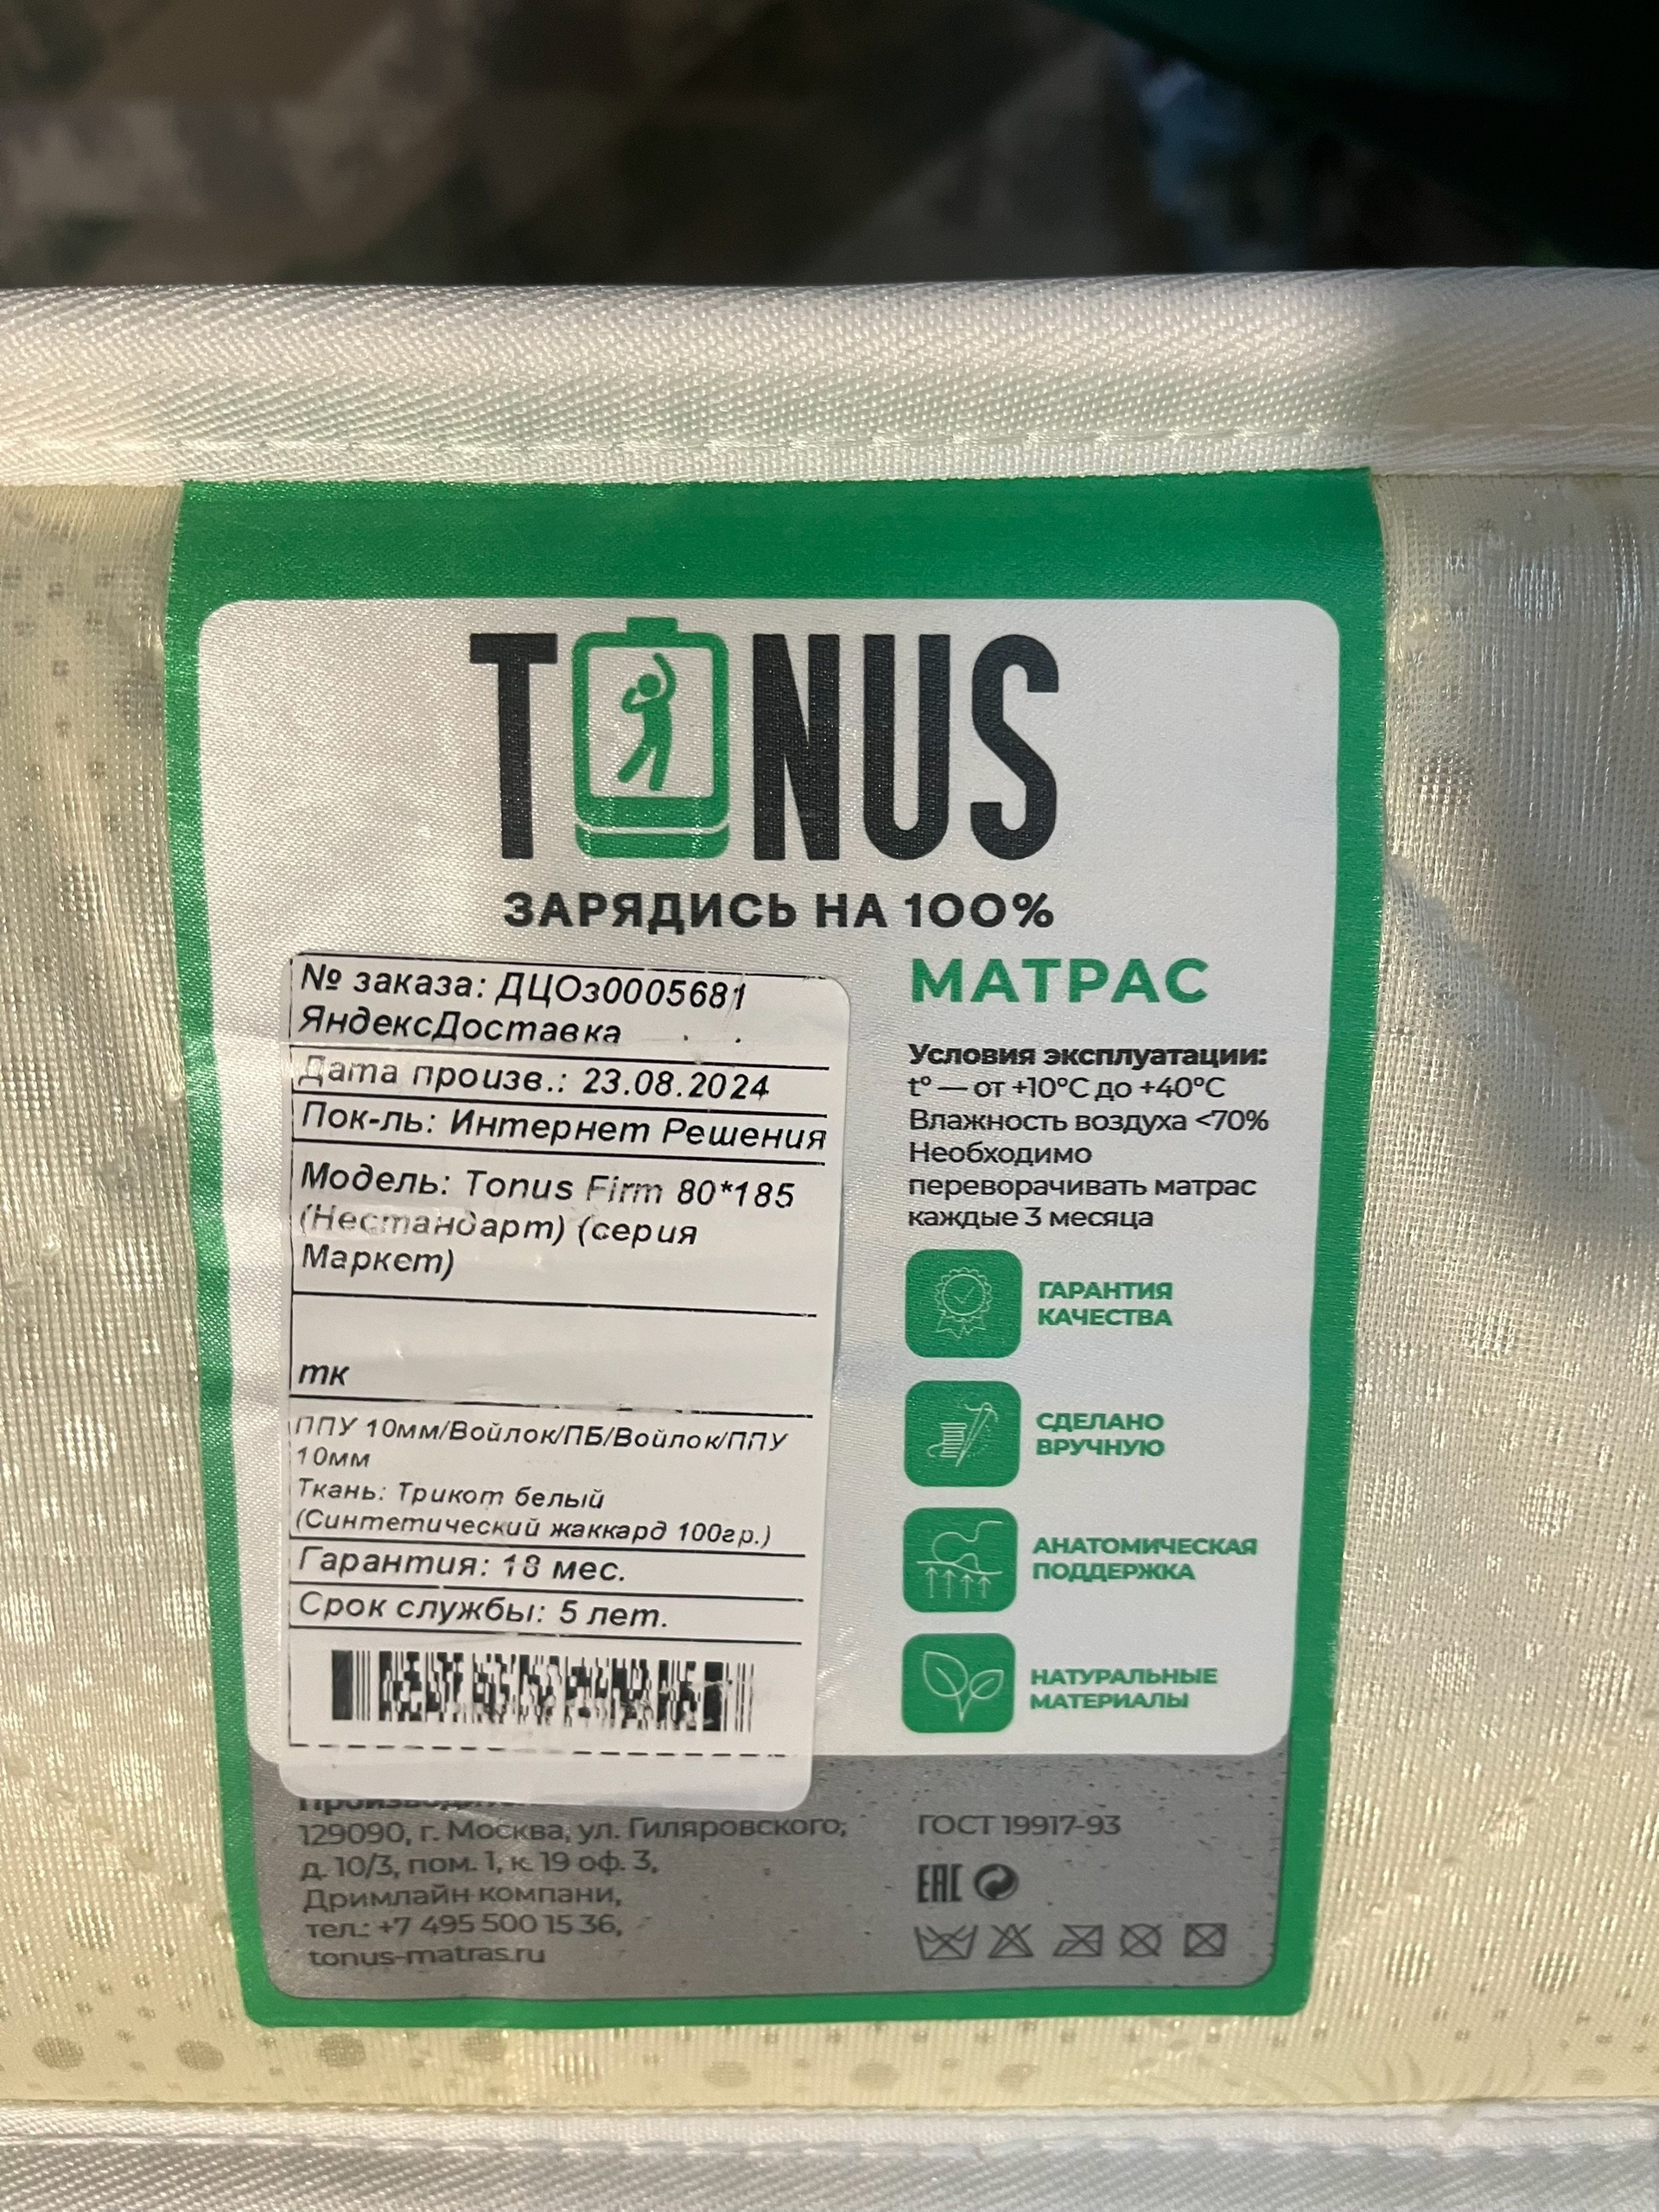 TONUS
ЗАРЯДИСЬ НА 100%
№ заказа: ДЦОз0005681
ЯндексДоставка
Дата произв.: 23.08.2024
Пок-ль: Интернет Решения
Модель: Tonus Firm 80*185
(Нестандарт) (серия
Маркет)
тк
ППУ 10мм/Войлок/ПБ/Войлок/ППУ
10мм
Ткань: Трикот белый
(Синтетический жаккард 100гр.)
Гарантия: 18 мес.
Срок службы: 5 лет.
МАТРАС
Условия эксплуатации:
t° — от +10°C до +40°C
Влажность воздуха <70%
Необходимо
переворачивать матрас
каждые 3 месяца
ГАРАНТИЯ
КАЧЕСТВА
СДЕЛАНО
ВРУЧНУЮ
АНАТОМИЧЕСКАЯ
ПОДДЕРЖКА
НАТУРАЛЬНЫЕ
МАТЕРИАЛЫ
129090, г. Москва, ул. Гиляровского,
д. 10/3, пом. 1, к. 19 оф. 3,
Дримлайн компани,
тел.: +7 495 500 15 36,
tonus-matras.ru
ГОСТ 19917-93
EAC